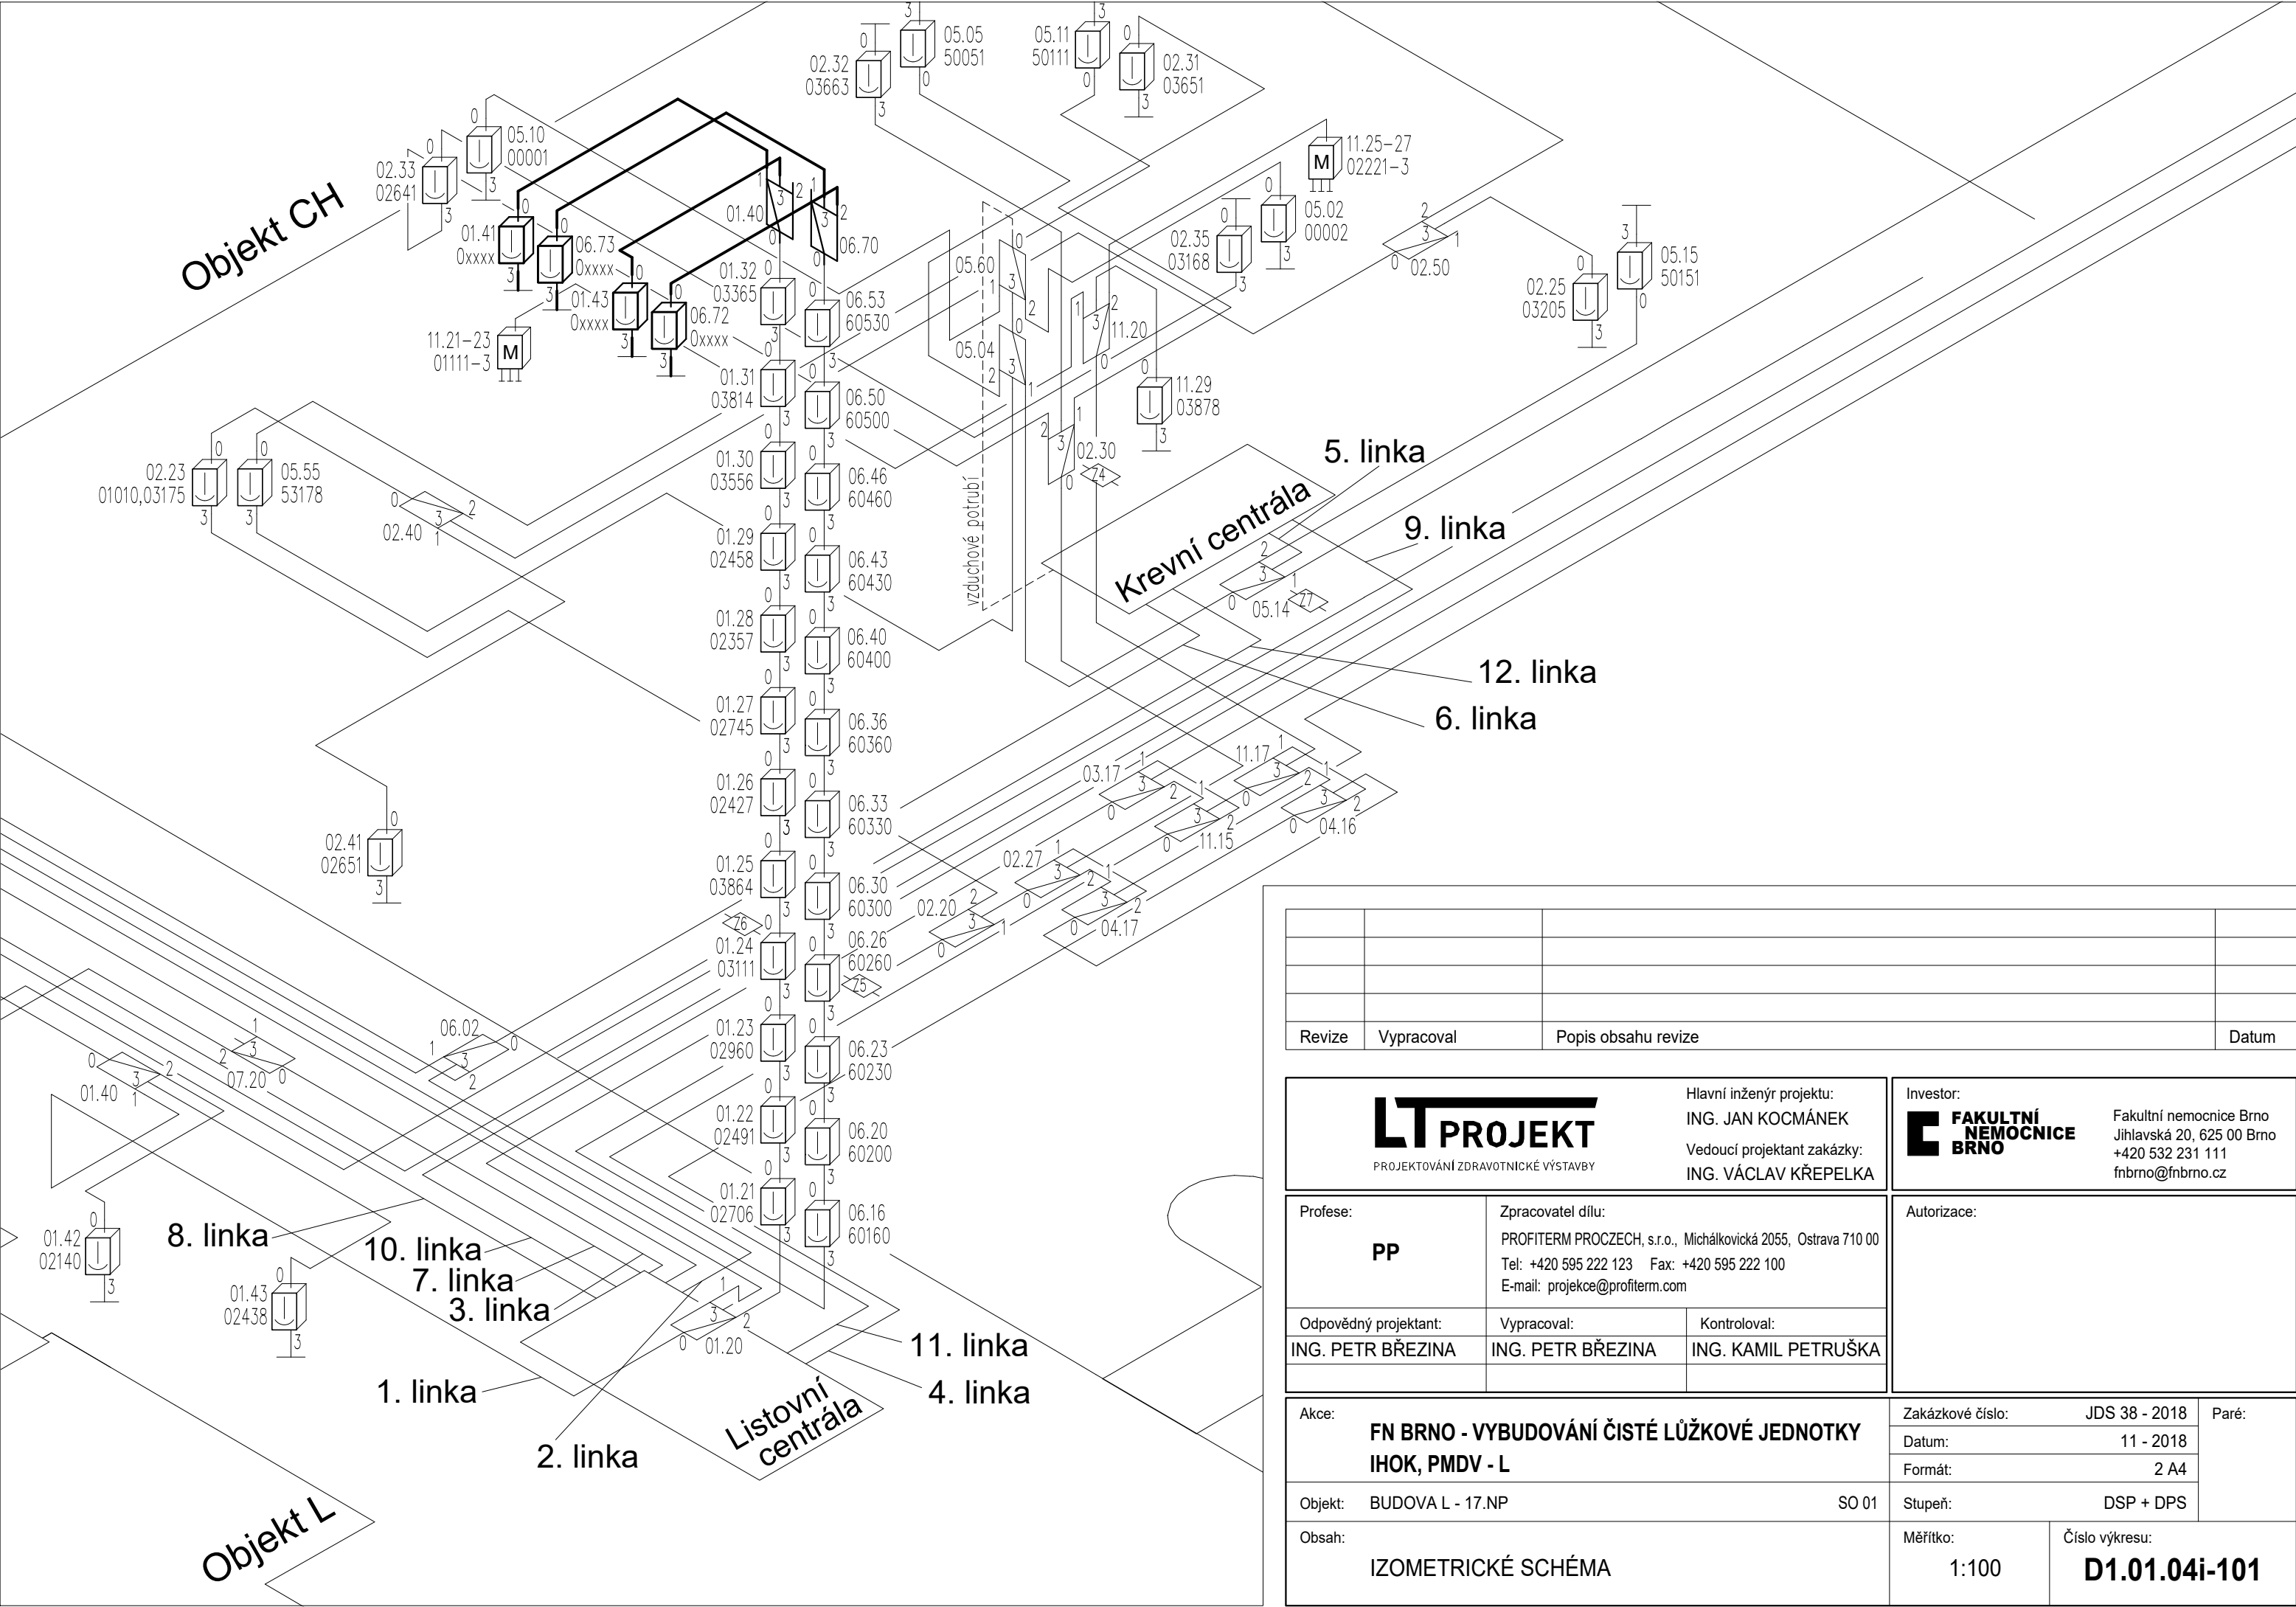 05.05
50051
05.11
50111
02.32
03663
02.31
03651
05.10
00001
02.33
02641
11.25-27
02221-3
05.02
00002
02.35
03168
02.50
05.15
50151
02.25
03205
Objekt CH
01.41
0xxxx
06.73
0xxxx
01.43
0xxxx
06.72
0xxxx
M
11.21-23
01111-3
M
01.40
06.70
05.60
05.04
11.20
11.29
03878
02.30
Z4
vzduchové potrubí
01.32
03365
06.53
60530
01.31
03814
06.50
60500
01.30
03556
06.46
60460
01.29
02458
06.43
60430
01.28
02357
06.40
60400
01.27
02745
06.36
60360
01.26
02427
06.33
60330
01.25
03864
06.30
60300
Z6
01.24
03111
06.26
60260
Z5
01.23
02960
06.23
60230
01.22
02491
06.20
60200
01.21
02706
06.16
60160
02.23
01010,03175
05.55
53178
02.40
02.41
02651
5. linka
9. linka
Krevní centrála
05.14
Z7
12. linka
6. linka
03.17
11.17
11.15
04.16
02.27
02.20
04.17
06.02
07.20
01.40
01.42
02140
01.43
02438
8. linka
10. linka
7. linka
3. linka
1. linka
2. linka
01.20
11. linka
4. linka
Listovní
centrála
Objekt L
Revize Vypracoval Popis obsahu revize Datum
LT PROJEKT
PROJEKTOVÁNÍ ZDRAVOTNICKÉ VÝSTAVBY
Hlavní inženýr projektu:
ING. JAN KOCMÁNEK
Vedoucí projektant zakázky:
ING. VÁCLAV KŘEPELKA
Investor:
FAKULTNÍ
NEMOCNICE
BRNO
Fakultní nemocnice Brno
Jihlavská 20, 625 00 Brno
+420 532 231 111
fnbrno@fnbrno.cz
Profese:
PP
Zpracovatel dílu:
PROFITERM PROCZECH, s.r.o., Michálkovická 2055, Ostrava 710 00
Tel: +420 595 222 123 Fax: +420 595 222 100
E-mail: projekce@profiterm.com
Autorizace:
Odpovědný projektant: Vypracoval: Kontroloval:
ING. PETR BŘEZINA ING. PETR BŘEZINA ING. KAMIL PETRUŠKA
Akce:
FN BRNO - VYBUDOVÁNÍ ČISTÉ LŮŽKOVÉ JEDNOTKY
IHOK, PMDV - L
Zakázkové číslo: JDS 38 - 2018
Paré:
Datum: 11 - 2018
Formát: 2 A4
Objekt: BUDOVA L - 17.NP SO 01
Stupeň: DSP + DPS
Obsah:
IZOMETRICKÉ SCHÉMA
Měřítko:
1:100
Číslo výkresu:
D1.01.04i-101